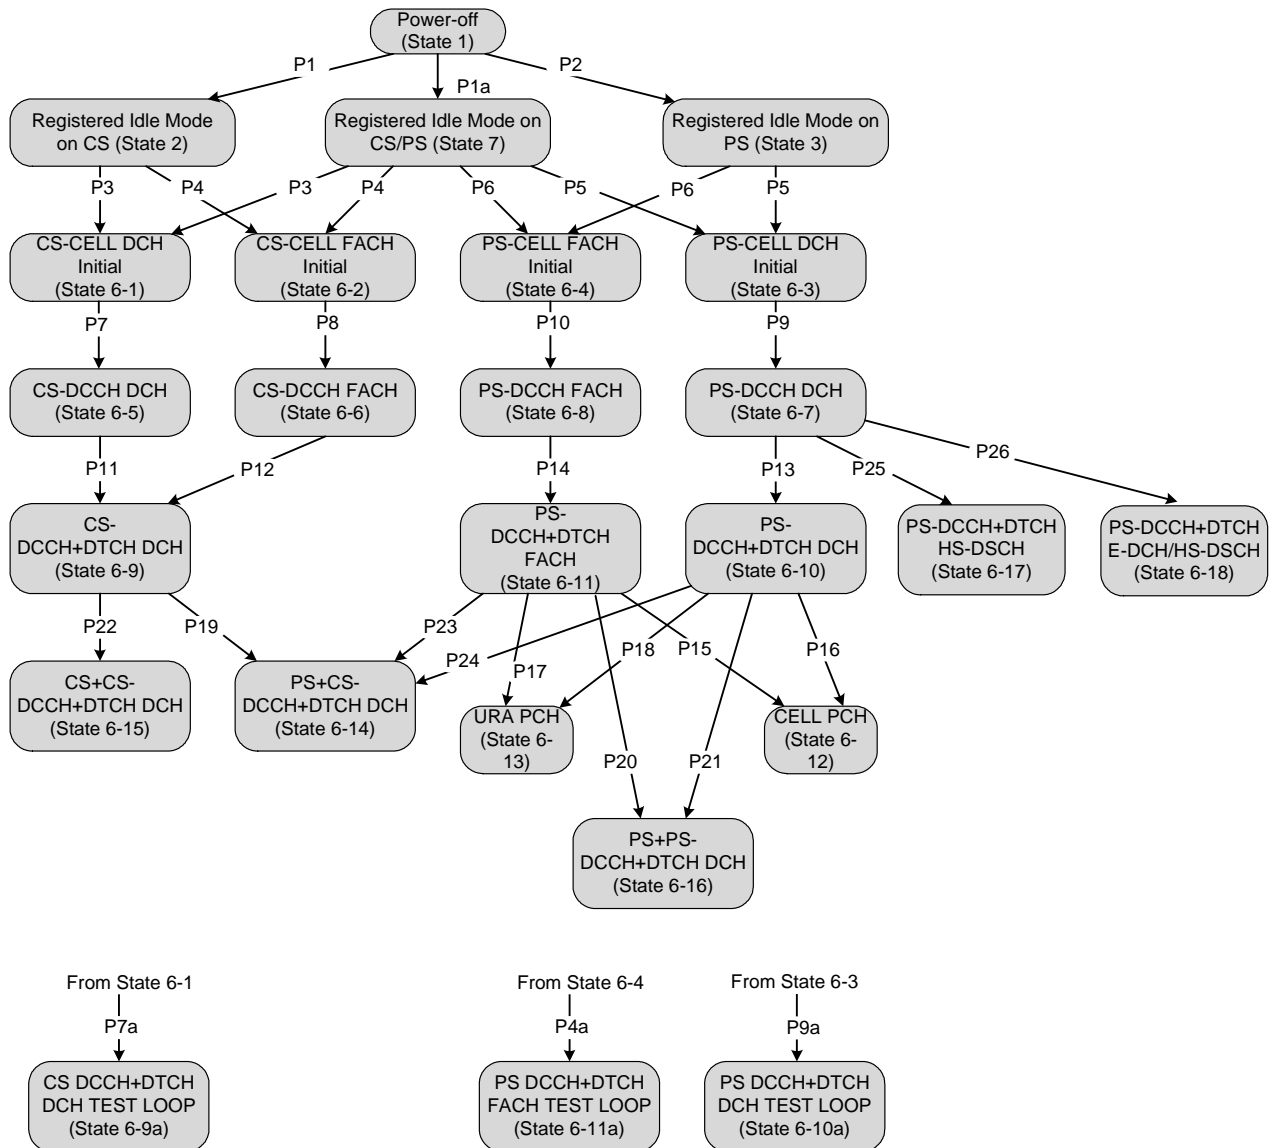 Power-off
(State 1)
P1
P1a
P2
Registered Idle Mode
on CS (State 2)
Registered Idle Mode on
CS/PS (State 7)
Registered Idle Mode on
PS (State 3)
P3
P4
P3
P4
P6
P5
P6
P5
CS-CELL DCH
Initial
(State 6-1)
CS-CELL FACH
Initial
(State 6-2)
PS-CELL FACH
Initial
(State 6-4)
PS-CELL DCH
Initial
(State 6-3)
P7
P8
P10
P9
CS-DCCH DCH
(State 6-5)
CS-DCCH FACH
(State 6-6)
PS-DCCH FACH
(State 6-8)
PS-DCCH DCH
(State 6-7)
P11
P12
P14
P13
P25
P26
CS-
DCCH+DTCH DCH
(State 6-9)
PS-
DCCH+DTCH
FACH
(State 6-11)
PS-
DCCH+DTCH DCH
(State 6-10)
PS-DCCH+DTCH
HS-DSCH
(State 6-17)
PS-DCCH+DTCH
E-DCH/HS-DSCH
(State 6-18)
P22
P19
P23
P24
P17
P18
P15
P16
CS+CS-
DCCH+DTCH DCH
(State 6-15)
PS+CS-
DCCH+DTCH DCH
(State 6-14)
URA PCH
(State 6-
13)
CELL PCH
(State 6-
12)
P20
P21
PS+PS-
DCCH+DTCH DCH
(State 6-16)
From State 6-1
P7a
CS DCCH+DTCH
DCH TEST LOOP
(State 6-9a)
From State 6-4
P4a
PS DCCH+DTCH
FACH TEST LOOP
(State 6-11a)
From State 6-3
P9a
PS DCCH+DTCH
DCH TEST LOOP
(State 6-10a)